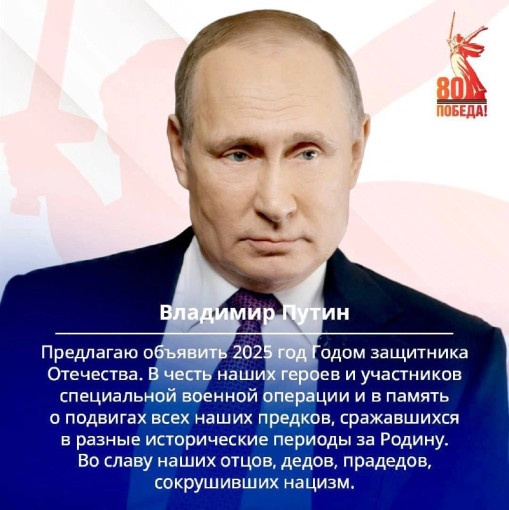 80
ПОБЕДА!
Владимир Путин
Предлагаю объявить 2025 год Годом защитника
Отечества. В честь наших героев и участников
специальной военной операции и в память
о подвигах всех наших предков, сражавшихся
в разные исторические периоды за Родину.
Во славу наших отцов, дедов, прадедов,
сокрушивших нацизм.